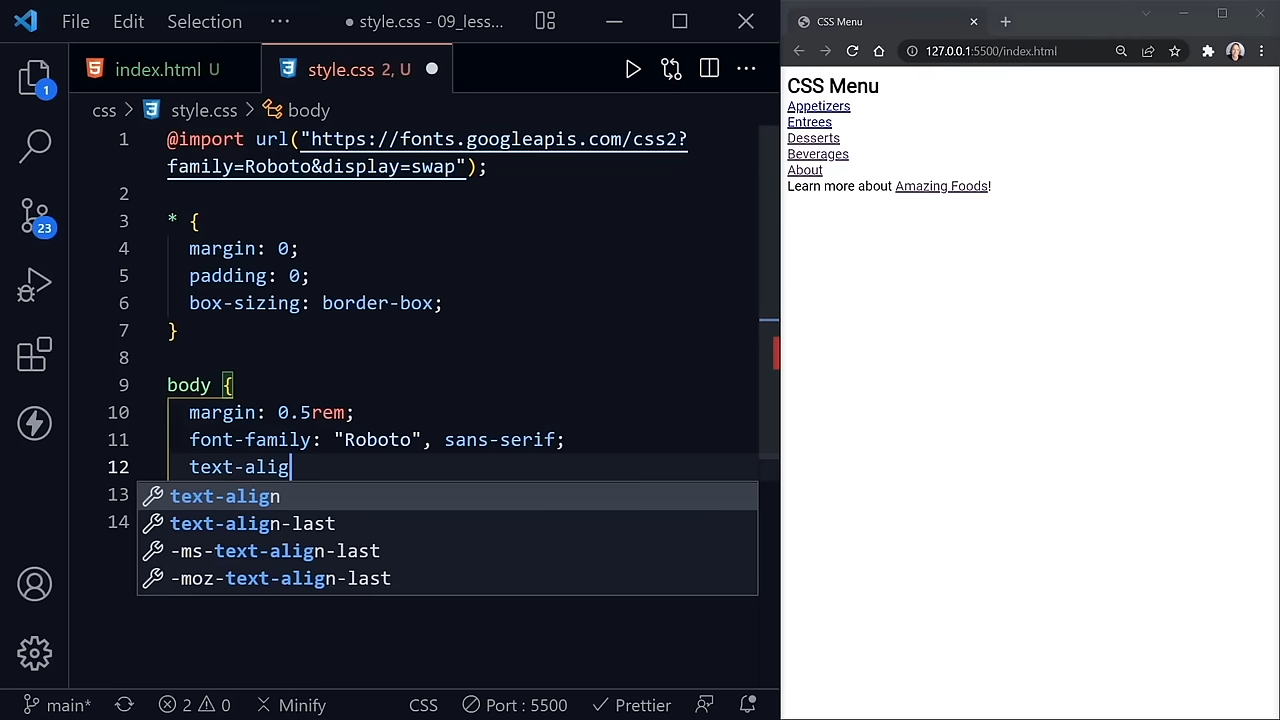 File Edit Selection ··· ● style.css - 09_less...
index.html U
style.css 2, U
css > style.css > body
1 @import url("https://fonts.googleapis.com/css2?
family=Roboto&display=swap");
2
3 * {
4 margin: 0;
5 padding: 0;
6 box-sizing: border-box;
7 }
8
9 body {
10 margin: 0.5rem;
11 font-family: "Roboto", sans-serif;
12 text-alig
13
14
text-align
text-align-last
-ms-text-align-last
-moz-text-align-last
1
23
main* 2 0 Minify CSS Port : 5500 Prettier
CSS Menu
127.0.0.1:5500/index.html
CSS Menu
Appetizers
Entrees
Desserts
Beverages
About
Learn more about Amazing Foods!